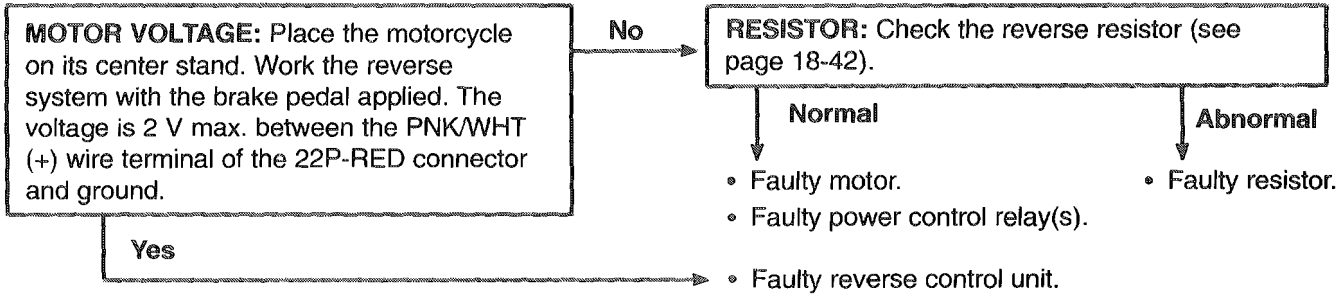 MOTOR VOLTAGE: Place the motorcycle
on its center stand. Work the reverse
system with the brake pedal applied. The
voltage is 2 V max. between the PNK/WHT
(+) wire terminal of the 22P-RED connector
and ground.
No
RESISTOR: Check the reverse resistor (see
page 18-42).
Normal
Abnormal
• Faulty motor.
• Faulty power control relay(s).
• Faulty resistor.
Yes
• Faulty reverse control unit.